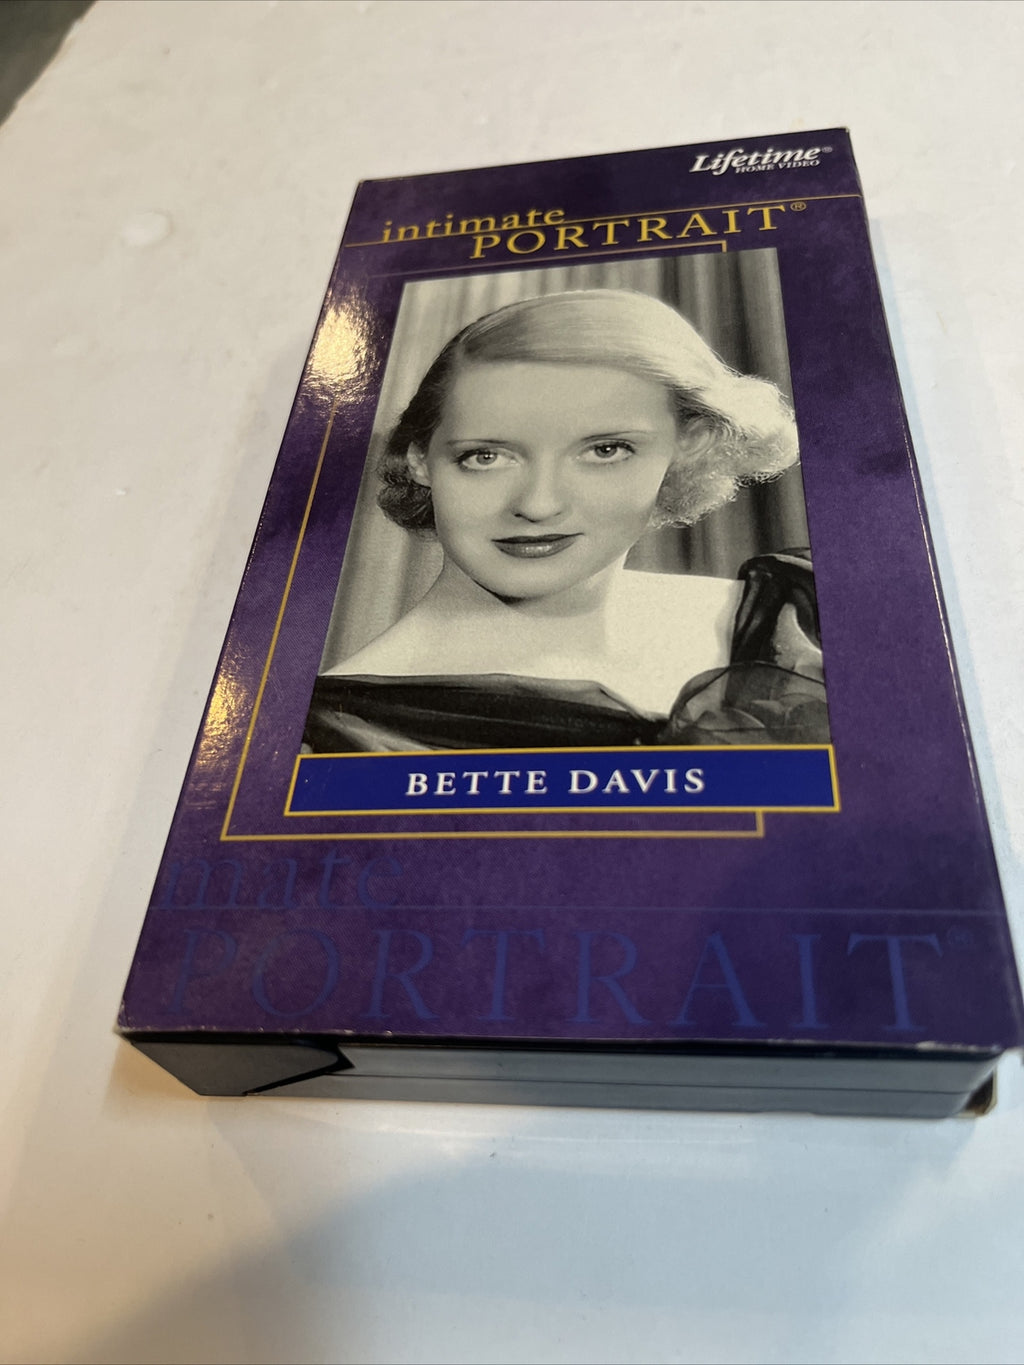 Lifetime®
HOME VIDEO
intimate
PORTRAIT®
BETTE DAVIS
mate
PORTRAIT®